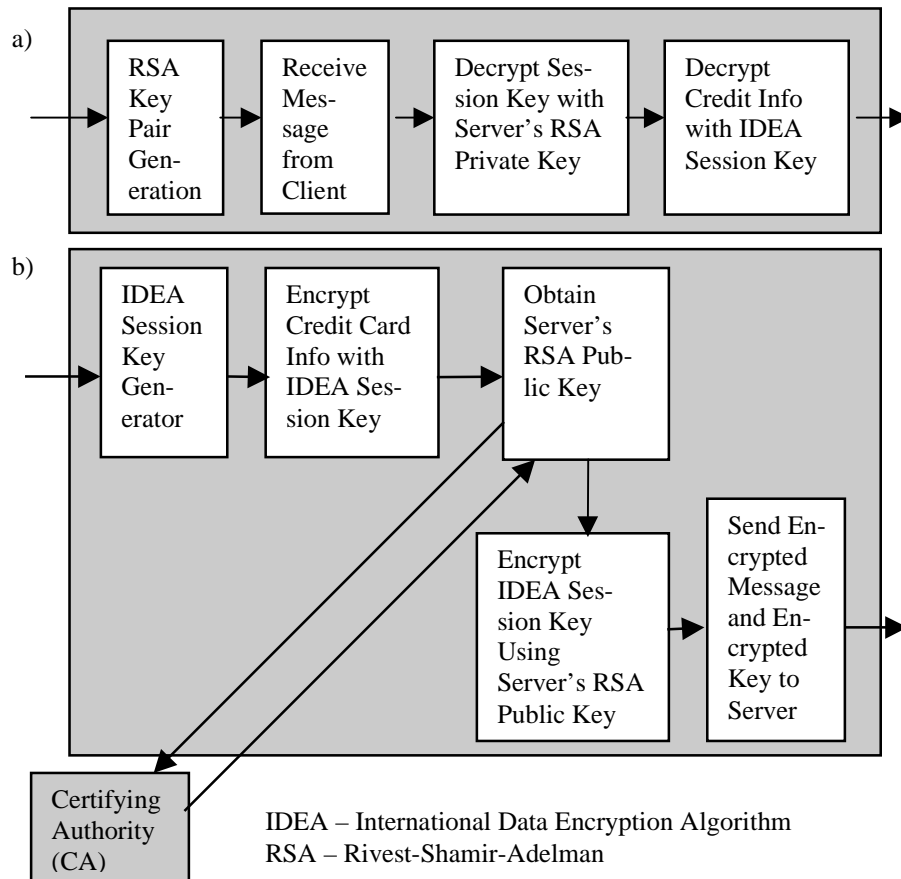 a)
RSA
Key
Pair
Gen-
eration
Receive
Mes-
sage
from
Client
Decrypt Ses-
sion Key with
Server's RSA
Private Key
Decrypt
Credit Info
with IDEA
Session Key
b)
IDEA
Session
Key
Gen-
erator
Encrypt
Credit Card
Info with
IDEA Ses-
sion Key
Obtain
Server's
RSA Pub-
lic Key
Encrypt
IDEA Ses-
sion Key
Using
Server's RSA
Public Key
Send En-
crypted
Message
and En-
crypted
Key to
Server
Certifying
Authority
(CA)
IDEA – International Data Encryption Algorithm
RSA – Rivest-Shamir-Adelman